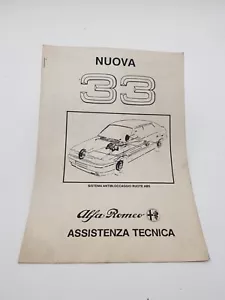 NUOVA
33
SISTEMA ANTIBLOCCAGGIO RUOTE ABS
Alfa Romeo
ASSISTENZA TECNICA